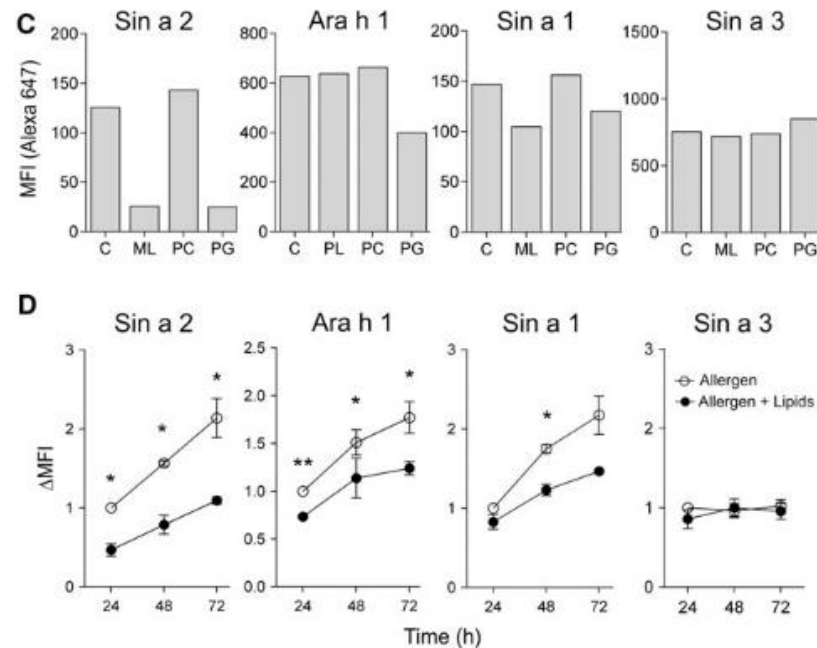 C
Sin a 2
Ara h 1
Sin a 1
Sin a 3
MFI (Alexa 647)
200
150
100
50
0
C ML PC PG
800
600
400
200
0
C PL PC PG
200
150
100
50
0
C ML PC PG
1500
1000
500
0
C ML PC PG
D
Sin a 2
Ara h 1
Sin a 1
Sin a 3
ΔMFI
3
2
1
0
* * *
24 48 72
2.5
2.0
1.5
1.0
0.5
0.0
** * *
24 48 72
3
2
1
0
*
24 48 72
3
2
1
0
Allergen
Allergen + Lipids
24 48 72
Time (h)